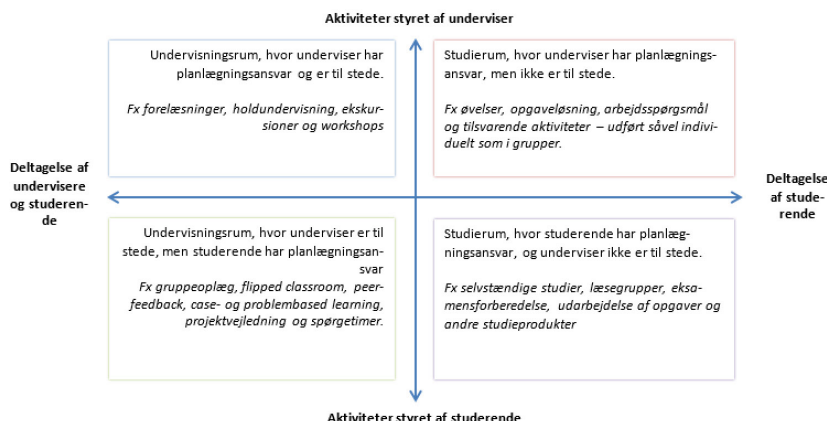 Aktiviteter styret af underviser
Undervisningsrum, hvor underviser har
planlægningsansvar og er til stede.
Fx forelæsninger, holdundervisning, ekskur-
sioner og workshops
Studierum, hvor underviser har planlægnings-
ansvar, men ikke er til stede.
Fx øvelser, opgaveløsning, arbejdsspørgsmål
og tilsvarende aktiviteter – udført såvel indivi-
duelt som i grupper.
Deltagelse af
undervisere
og studeren-
de
Deltagelse
af stude-
rende
Undervisningsrum, hvor underviser er til
stede, men studerende har planlægningsan-
svar
Fx gruppeoplæg, flipped classroom, peer-
feedback, case- og problembased learning,
projektvejledning og spørgetimer.
Studierum, hvor studerende har planlæg-
ningsansvar, og underviser ikke er til stede.
Fx selvstændige studier, læsegrupper, eksa-
mensforberedelse, udarbejdelse af opgaver og
andre studieprodukter
Aktiviteter styret af studerende